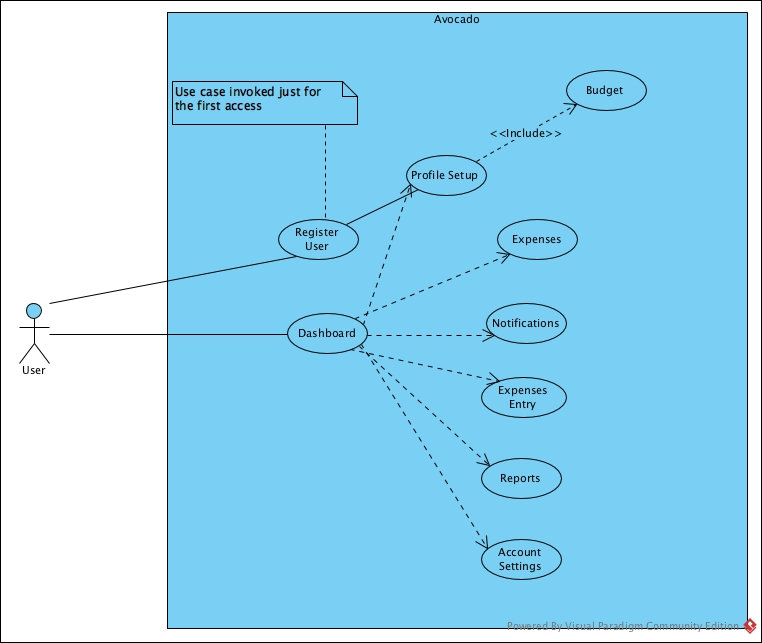 Avocado
Use case invoked just for
the first access
Budget
<<Include>>
Profile Setup
Register
User
Expenses
Notifications
Dashboard
User
Expenses
Entry
Reports
Account
Settings
Powered By Visual Paradigm Community Edition